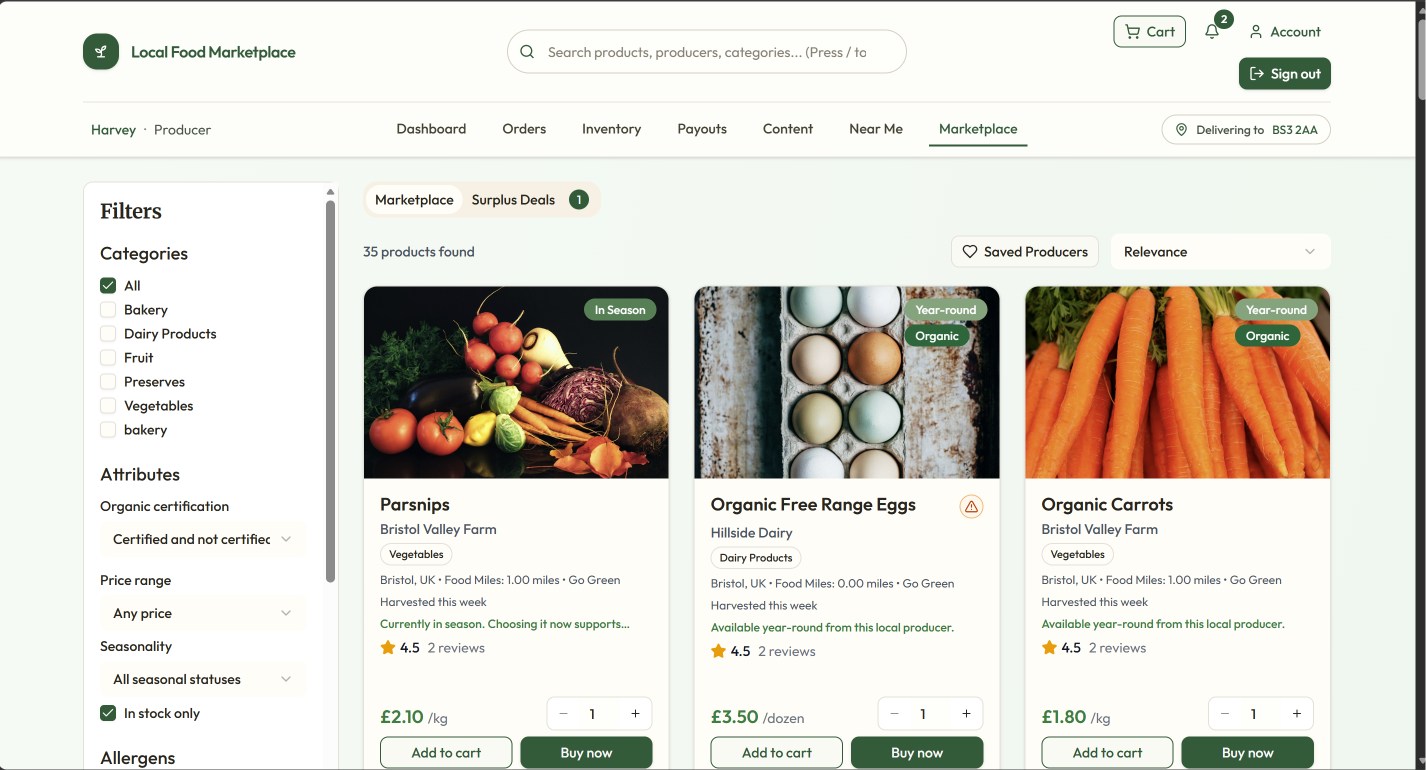 Local Food Marketplace
Search products, producers, categories... (Press / to
Cart
2
Account
Sign out
Harvey · Producer
Dashboard
Orders
Inventory
Payouts
Content
Near Me
Marketplace
Delivering to BS3 2AA
Filters
Categories
All
Bakery
Dairy Products
Fruit
Preserves
Vegetables
bakery
Attributes
Organic certification
Certified and not certified
Price range
Any price
Seasonality
All seasonal statuses
In stock only
Allergens
Marketplace
Surplus Deals 1
35 products found
Saved Producers
Relevance
In Season
Parsnips
Bristol Valley Farm
Vegetables
Bristol, UK • Food Miles: 1.00 miles • Go Green
Harvested this week
Currently in season. Choosing it now supports...
4.5 2 reviews
£2.10 /kg
− 1 +
Add to cart
Buy now
Year-round
Organic
Organic Free Range Eggs
Hillside Dairy
Dairy Products
Bristol, UK • Food Miles: 0.00 miles • Go Green
Harvested this week
Available year-round from this local producer.
4.5 2 reviews
£3.50 /dozen
− 1 +
Add to cart
Buy now
Year-round
Organic
Organic Carrots
Bristol Valley Farm
Vegetables
Bristol, UK • Food Miles: 1.00 miles • Go Green
Harvested this week
Available year-round from this local producer.
4.5 2 reviews
£1.80 /kg
− 1 +
Add to cart
Buy now